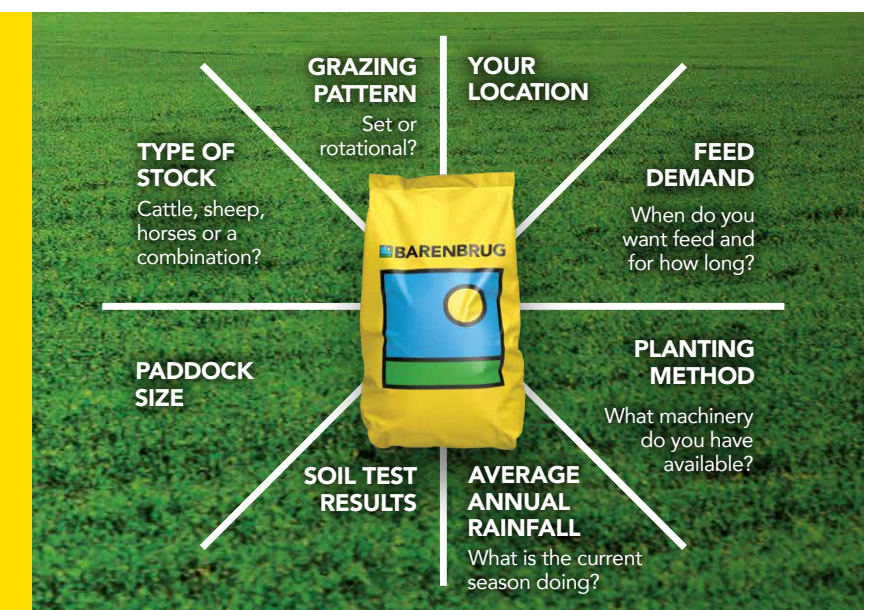 GRAZING
PATTERN
Set or
rotational?
YOUR
LOCATION
TYPE OF
STOCK
Cattle, sheep,
horses or a
combination?
FEED
DEMAND
When do you
want feed and
for how long?
BARENBRUG
PADDOCK
SIZE
PLANTING
METHOD
What machinery
do you have
available?
SOIL TEST
RESULTS
AVERAGE
ANNUAL
RAINFALL
What is the current
season doing?